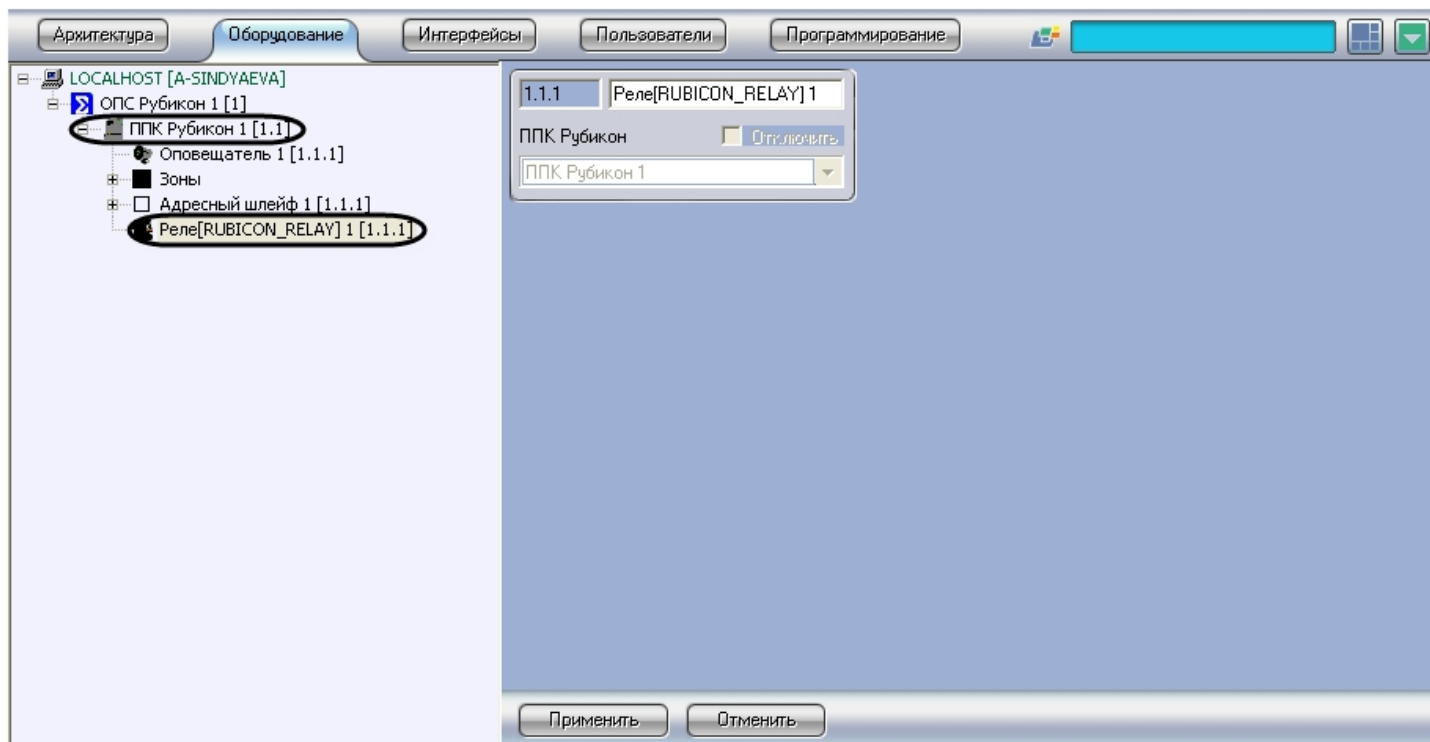 Архитектура Оборудование Интерфейсы Пользователи Программирование
LOCALHOST [A-SINDYAEVA]
ОПС Рубикон 1 [1]
ППК Рубикон 1 [1.1]
Оповещатель 1 [1.1.1]
Зоны
Адресный шлейф 1 [1.1.1]
Реле[RUBICON_RELAY] 1 [1.1.1]
1.1.1 Реле[RUBICON_RELAY] 1
ППК Рубикон Отключить
ППК Рубикон 1
Применить Отменить